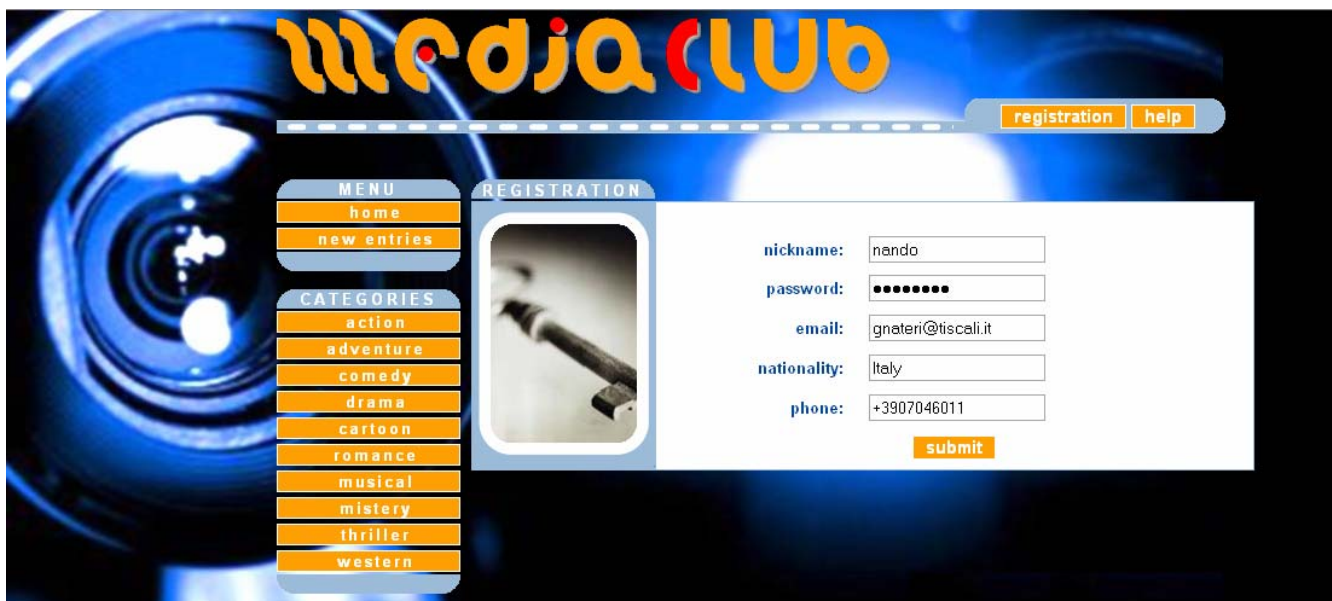 mediaclub
registration help
MENU
home
new entries
CATEGORIES
action
adventure
comedy
drama
cartoon
romance
musical
mistery
thriller
western
REGISTRATION
nickname: nando
password: ●●●●●●●●
email: gnateri@tiscali.it
nationality: Italy
phone: +3907046011
submit